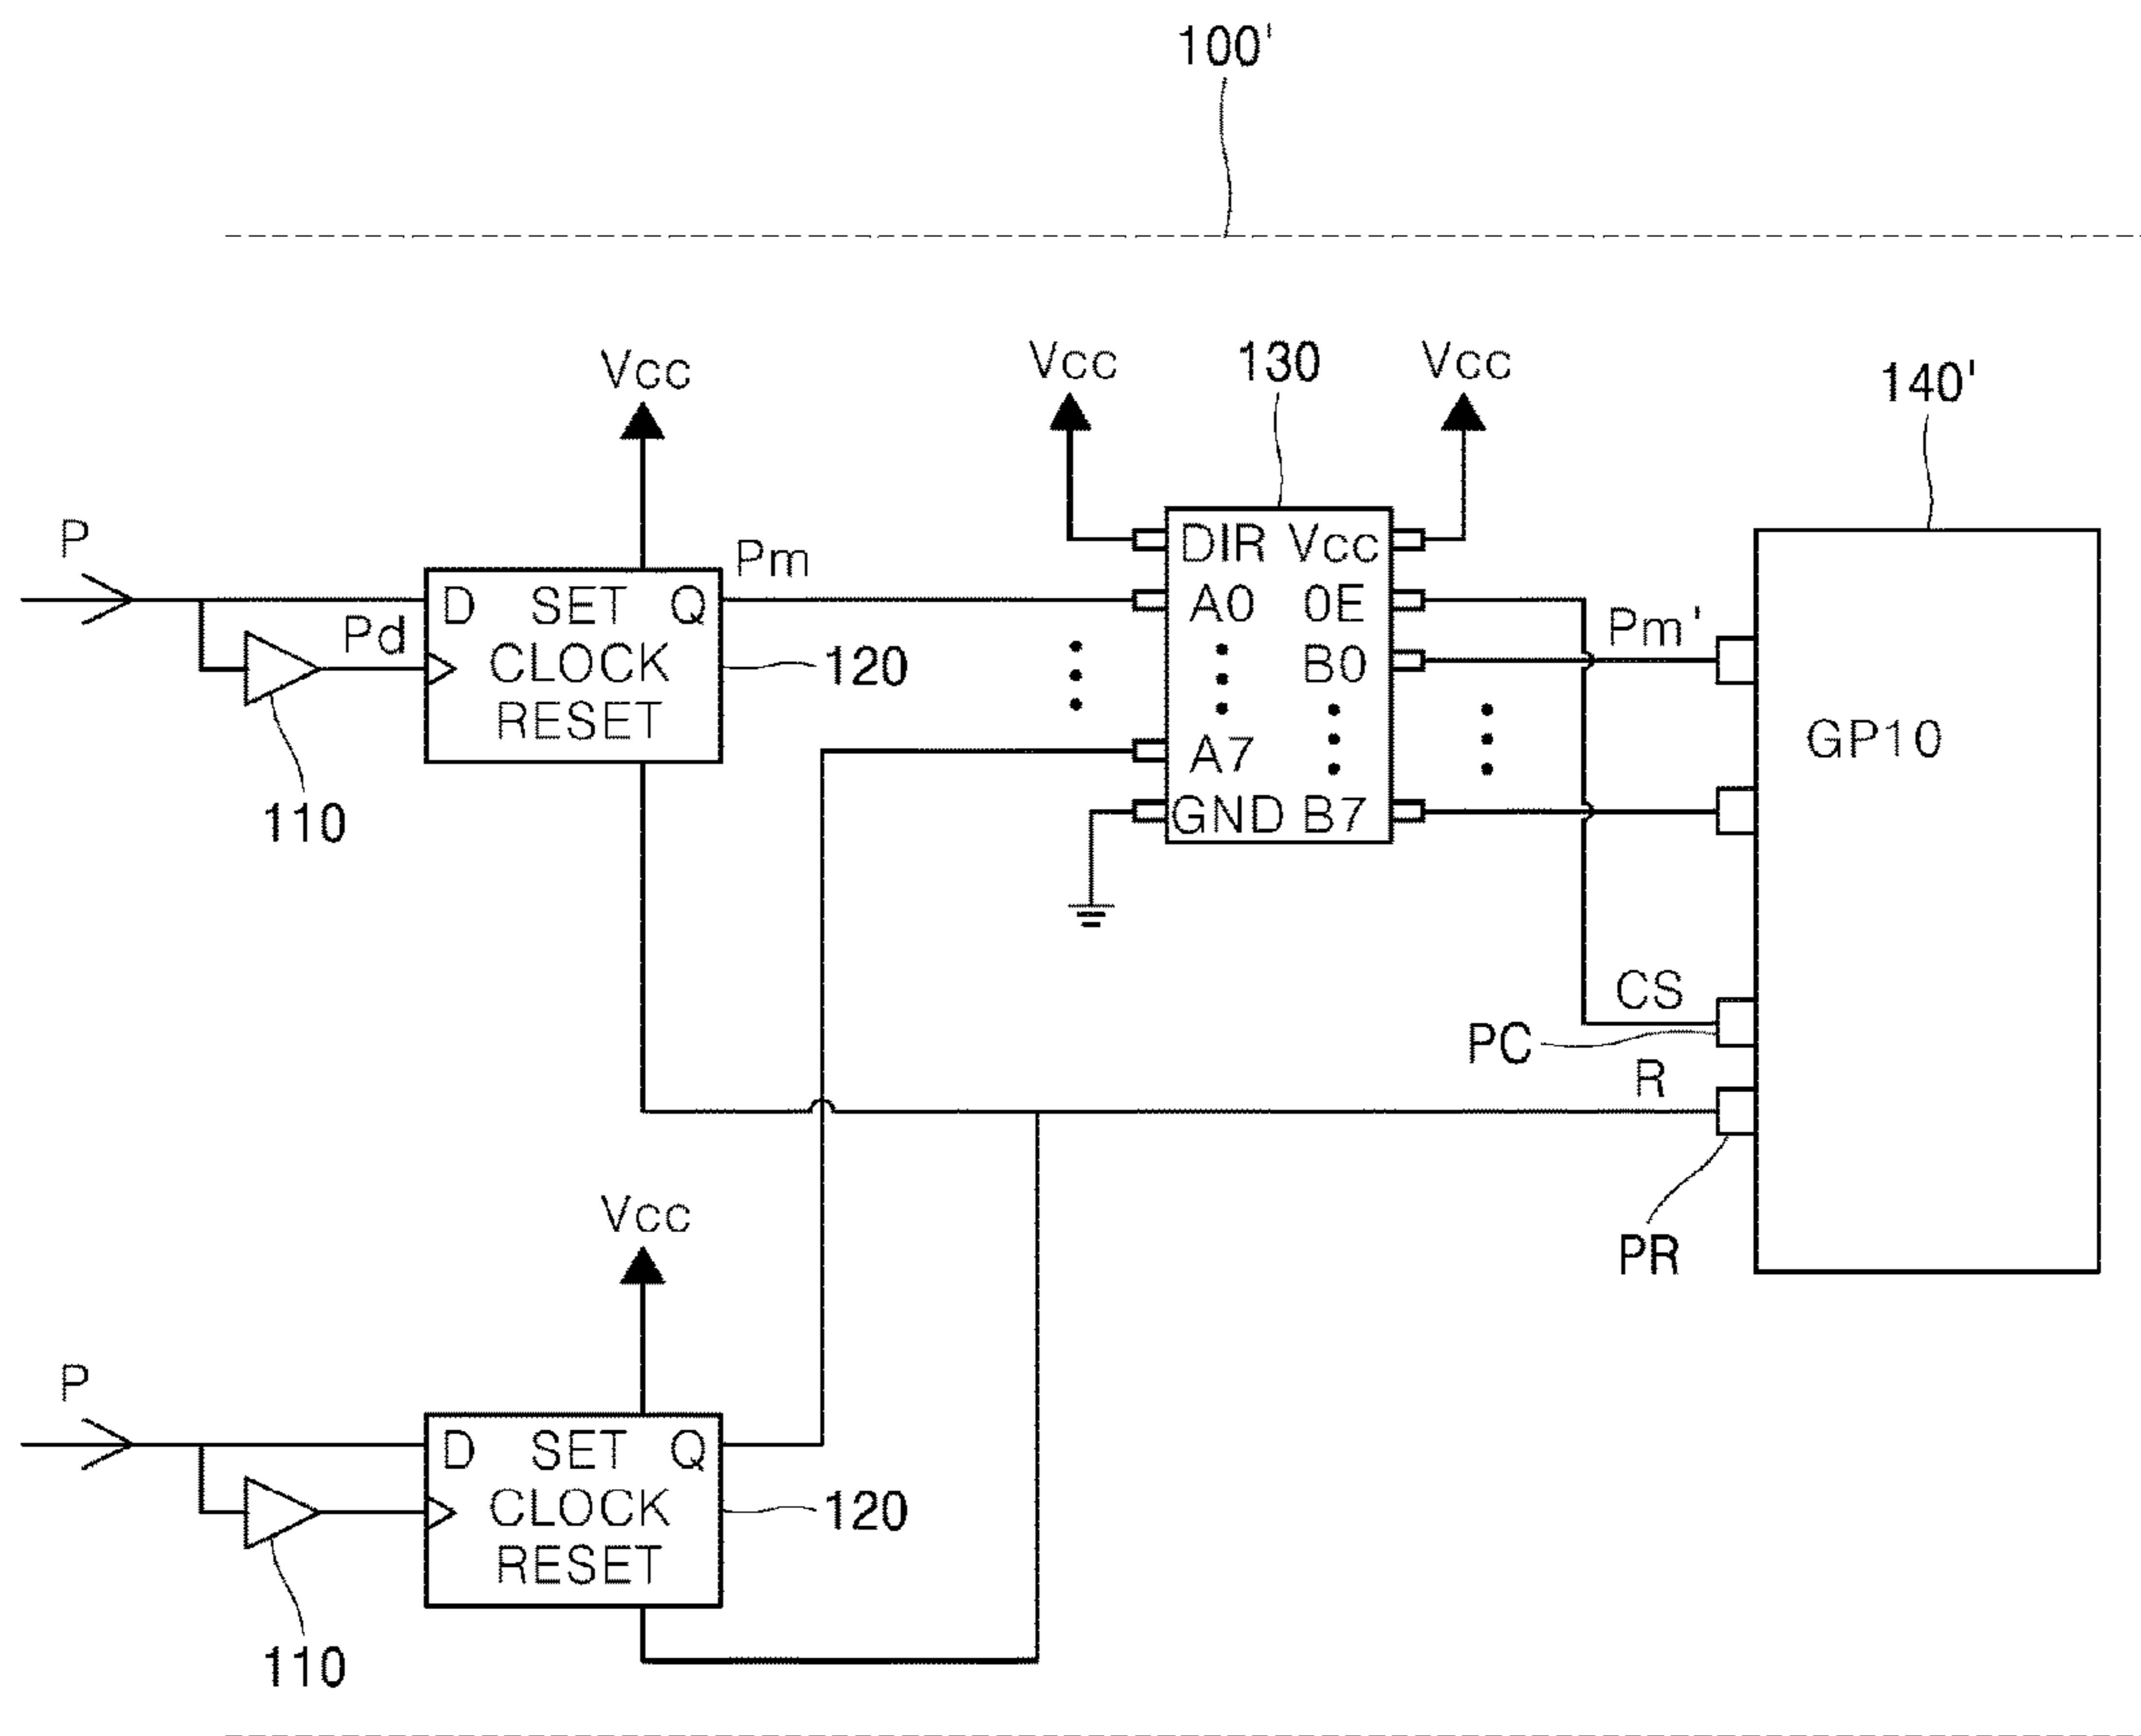 100'
Vcc
Vcc
130
Vcc
140'
P
Pm
D SET Q
Pd
CLOCK
RESET
120
110
DIR Vcc
A0 0E
B0
A7
GND B7
Pm'
GP10
CS
PC
R
PR
Vcc
P
D SET Q
CLOCK
RESET
120
110